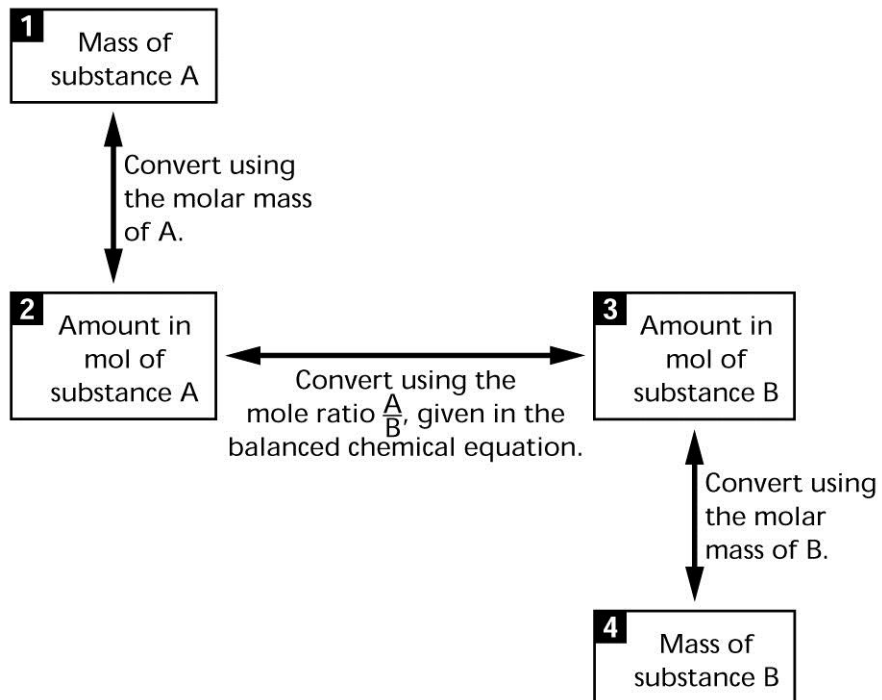 1
Mass of
substance A
Convert using
the molar mass
of A.
2
Amount in
mol of
substance A
Convert using the
mole ratio A/B, given in the
balanced chemical equation.
3
Amount in
mol of
substance B
Convert using
the molar
mass of B.
4
Mass of
substance B